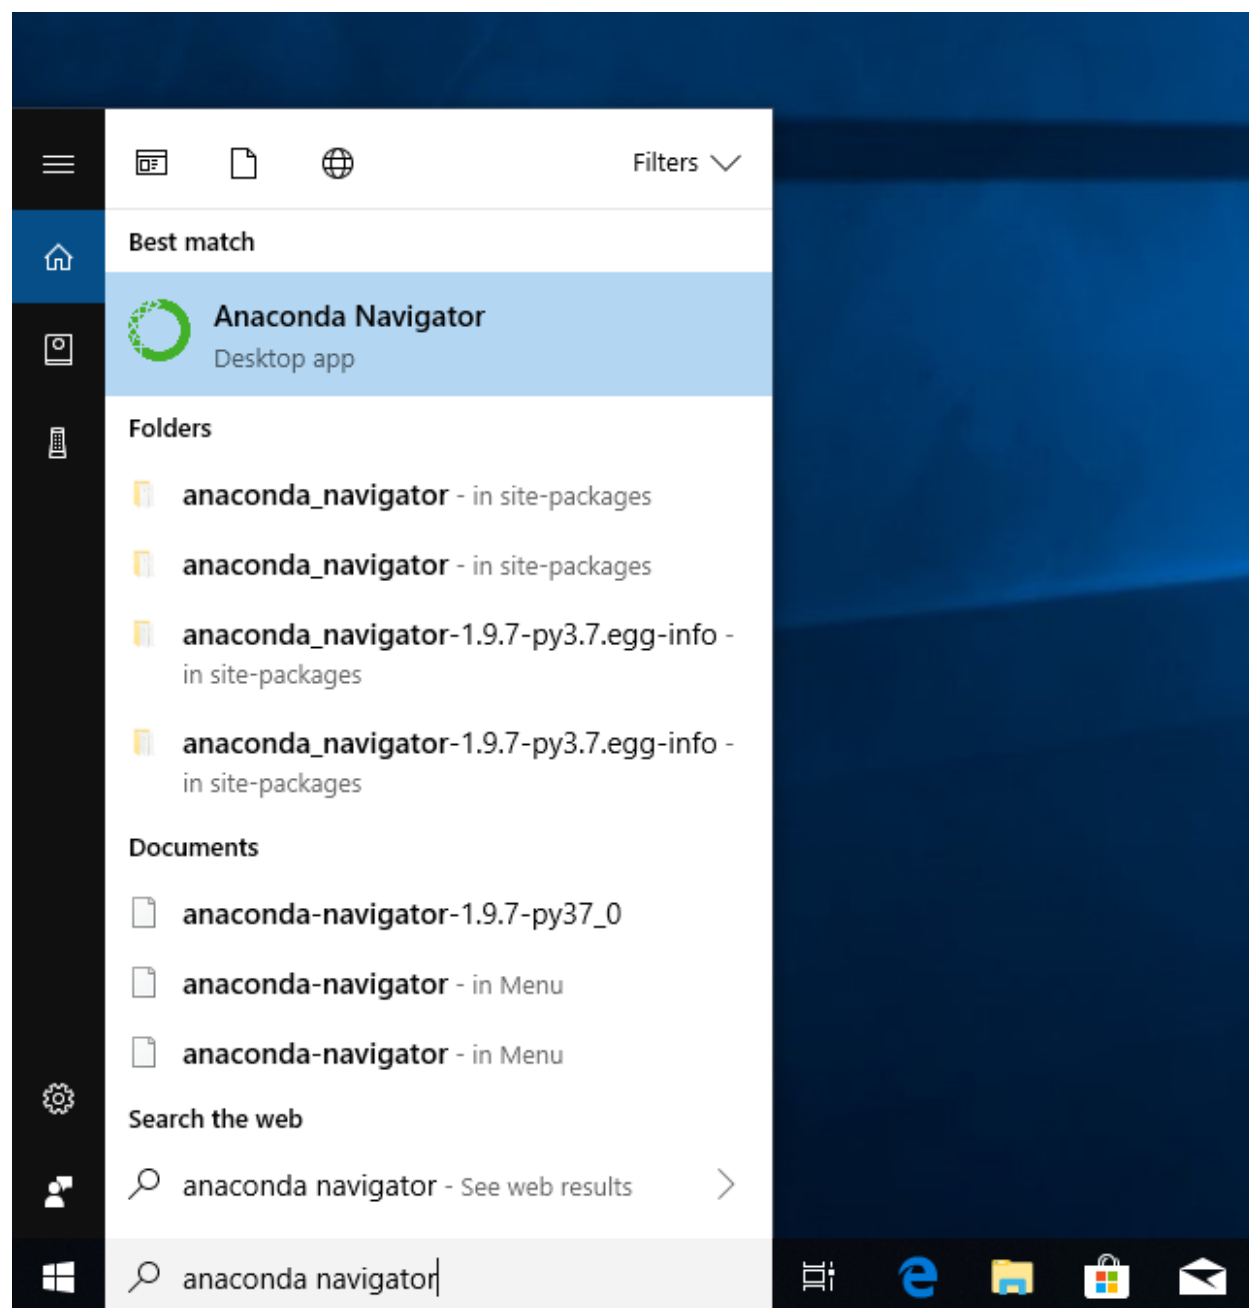 Filters
Best match
Anaconda Navigator
Desktop app
Folders
anaconda_navigator - in site-packages
anaconda_navigator - in site-packages
anaconda_navigator-1.9.7-py3.7.egg-info -
in site-packages
anaconda_navigator-1.9.7-py3.7.egg-info -
in site-packages
Documents
anaconda-navigator-1.9.7-py37_0
anaconda-navigator - in Menu
anaconda-navigator - in Menu
Search the web
anaconda navigator - See web results
anaconda navigator